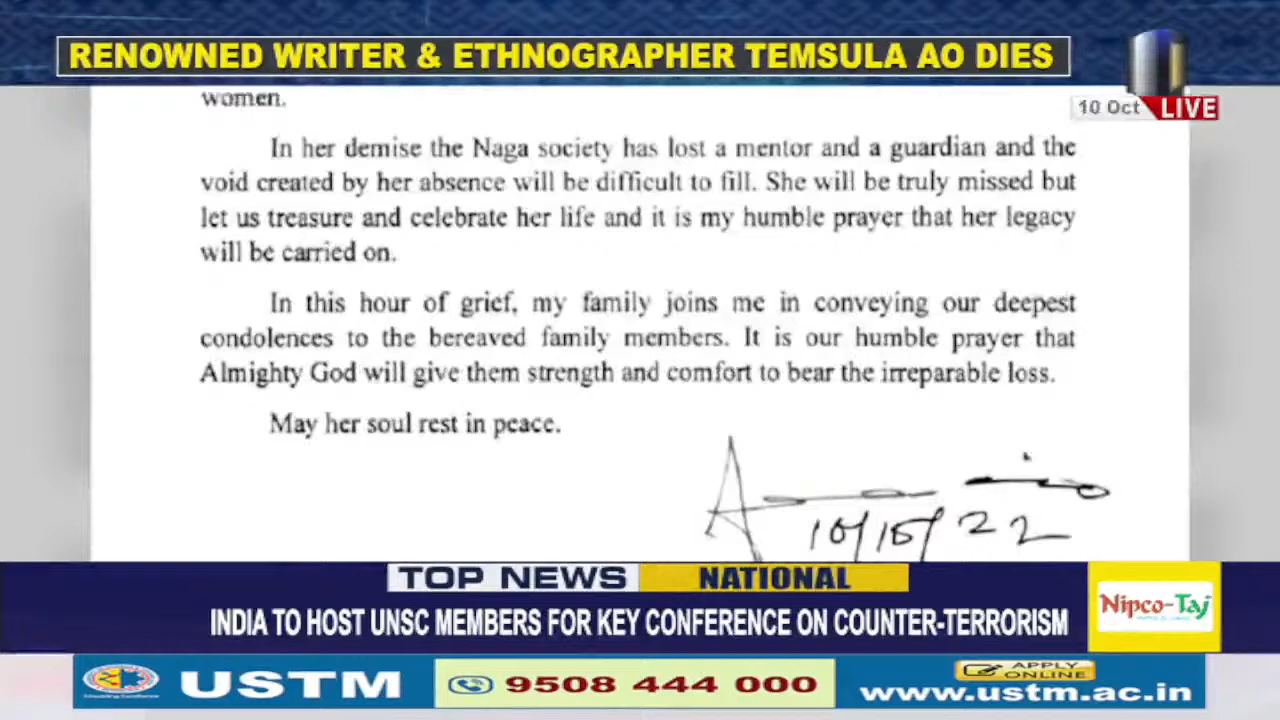 RENOWNED WRITER & ETHNOGRAPHER TEMSULA AO DIES
10 Oct LIVE
women.
In her demise the Naga society has lost a mentor and a guardian and the
void created by her absence will be difficult to fill. She will be truly missed but
let us treasure and celebrate her life and it is my humble prayer that her legacy
will be carried on.
In this hour of grief, my family joins me in conveying our deepest
condolences to the bereaved family members. It is our humble prayer that
Almighty God will give them strength and comfort to bear the irreparable loss.
May her soul rest in peace.
TOP NEWS NATIONAL
INDIA TO HOST UNSC MEMBERS FOR KEY CONFERENCE ON COUNTER-TERRORISM
Nipco-Taj
USTM
9508 444 000
APPLY
ONLINE
www.ustm.ac.in